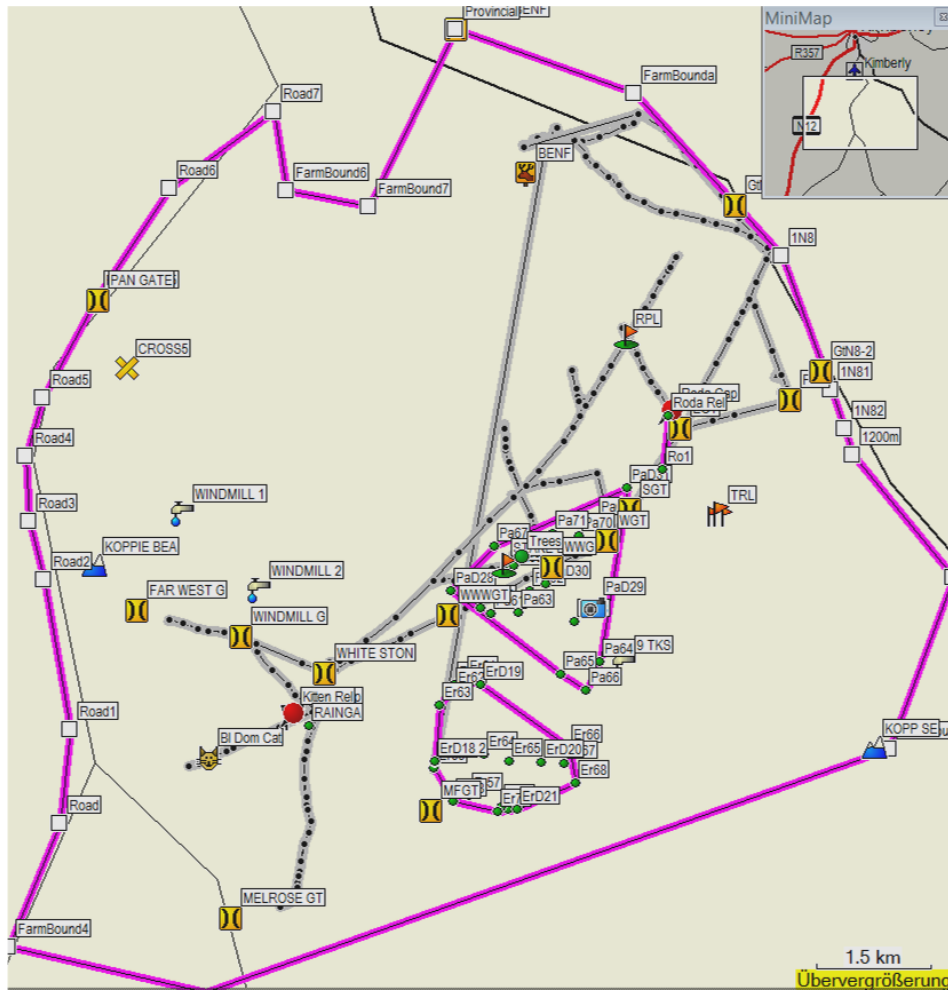 MiniMap
R357
Kimberly
N12
Provincial
FarmBounda
Road7
BENF
Road6
FarmBound6
FarmBound7
1N8
PAN GATE
RPL
CROSS5
GtN8-2
1N81
Road5
Roda Rel
1N82
Road4
1200m
Ro1
PaD31
SGT
WINDMILL 1
TRL
Road3
Pa71
Pa70
WGT
Pa67
Trees
KOPPIE BEA
WWG
Road2
D30
WINDMILL 2
PaD28
PaD29
FAR WEST G
WWWGT
Pa63
WINDMILL G
Pa64
9 TKS
WHITE STON
Pa65
ErD19
Pa66
Er63
Kitten Rel
RAINGA
Road1
Er66
Bl Dom Cat
Er64
ErD18 2
Er65
ErD20
67
KOPP SE
Er68
MFGT
57
ErD21
Road
MELROSE GT
FarmBound4
1.5 km
Übervergrößerung